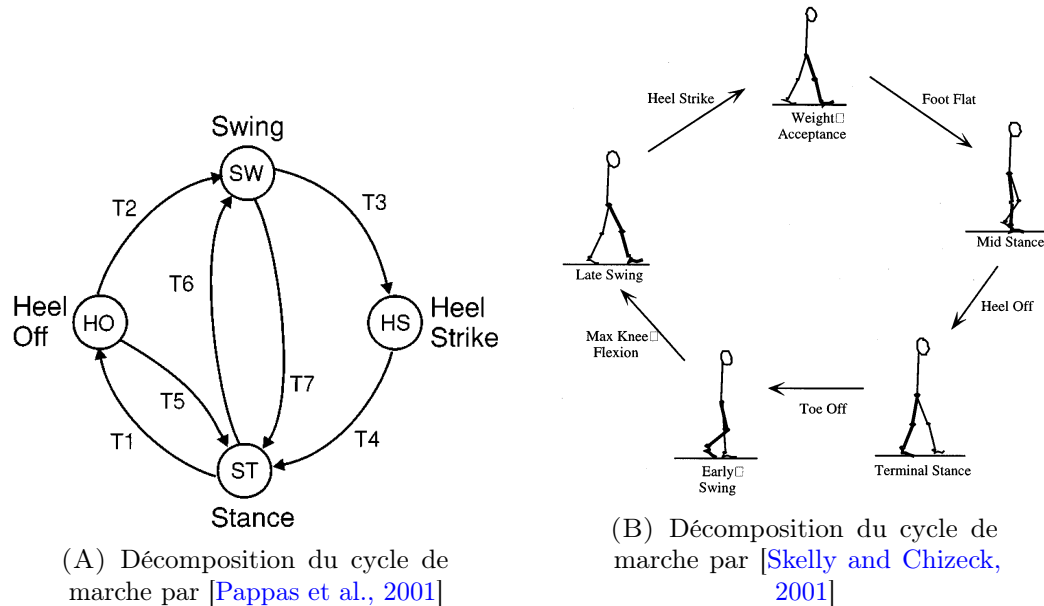 Swing
SW
T2
T3
T6
Heel
Off
HO
HS
Heel
Strike
T7
T5
T1
T4
ST
Stance
(A) Décomposition du cycle de
marche par [Pappas et al., 2001]
Heel Strike
Weight
Acceptance
Foot Flat
Mid Stance
Late Swing
Heel Off
Max Knee
Flexion
Toe Off
Early
Swing
Terminal Stance
(B) Décomposition du cycle de
marche par [Skelly and Chizeck,
2001]